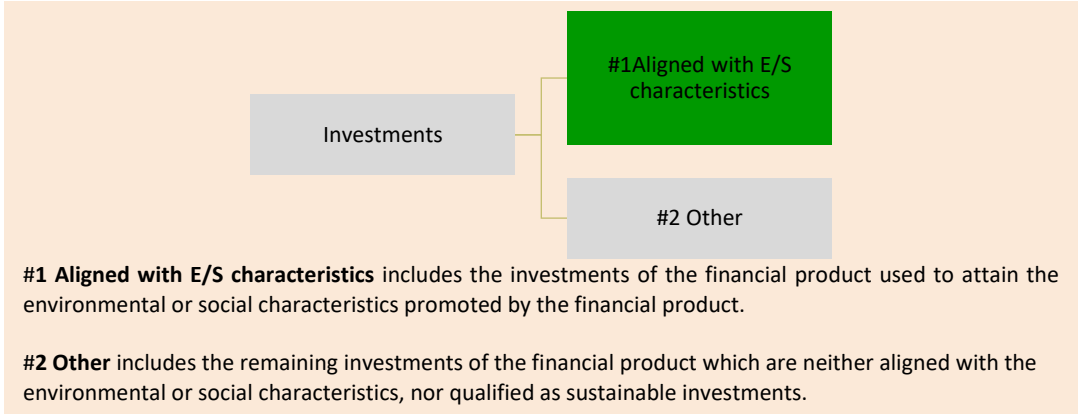 #1Aligned with E/S
characteristics
Investments
#2 Other
#1 Aligned with E/S characteristics includes the investments of the financial product used to attain the
environmental or social characteristics promoted by the financial product.
#2 Other includes the remaining investments of the financial product which are neither aligned with the
environmental or social characteristics, nor qualified as sustainable investments.